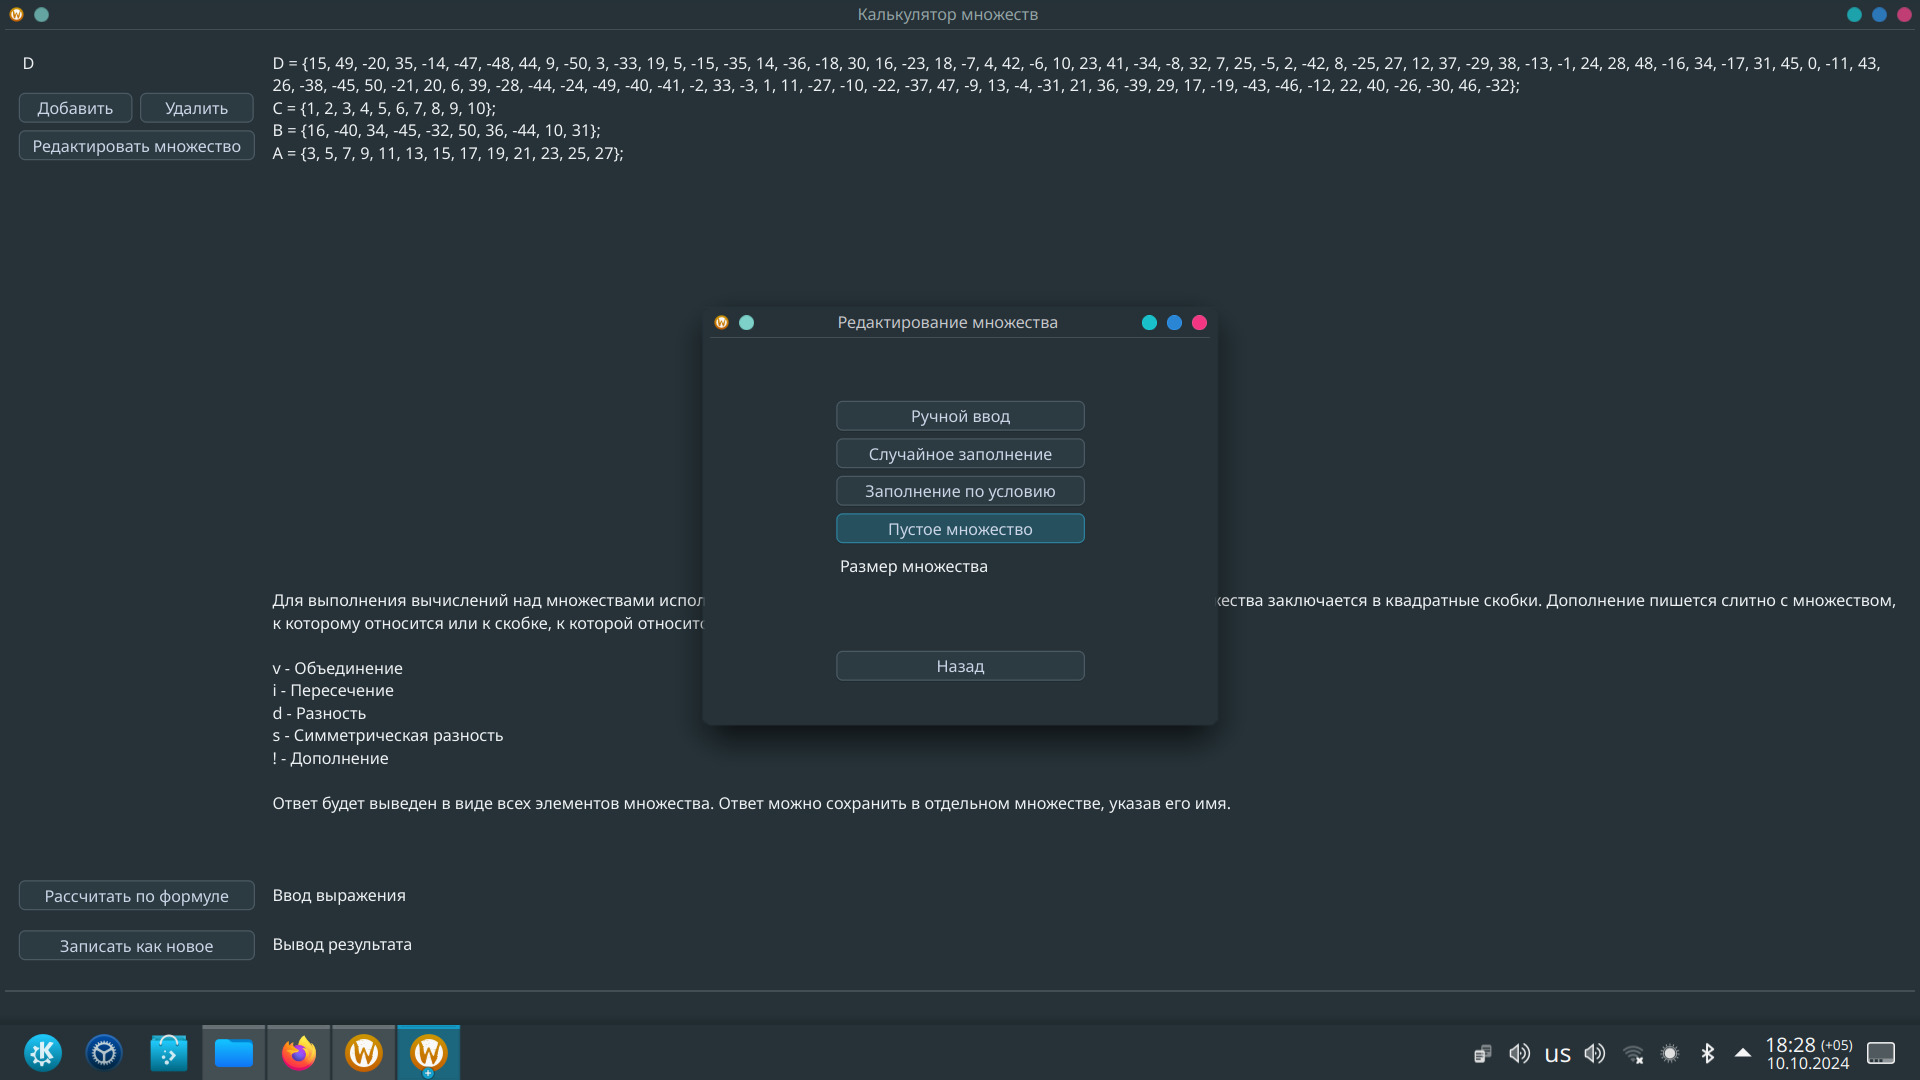 Калькулятор множеств
D
D = {15, 49, -20, 35, -14, -47, -48, 44, 9, -50, 3, -33, 19, 5, -15, -35, 14, -36, -18, 30, 16, -23, 18, -7, 4, 42, -6, 10, 23, 41, -34, -8, 32, 7, 25, -5, 2, -42, 8, -25, 27, 12, 37, -29, 38, -13, -1, 24, 28, 48, -16, 34, -17, 31, 45, 0, -11, 43,
26, -38, -45, 50, -21, 20, 6, 39, -28, -44, -24, -49, -40, -41, -2, 33, -3, 1, 11, -27, -10, -22, -37, 47, -9, 13, -4, -31, 21, 36, -39, 29, 17, -19, -43, -46, -12, 22, 40, -26, -30, 46, -32};
Добавить
Удалить
C = {1, 2, 3, 4, 5, 6, 7, 8, 9, 10};
B = {16, -40, 34, -45, -32, 50, 36, -44, 10, 31};
Редактировать множество
A = {3, 5, 7, 9, 11, 13, 15, 17, 19, 21, 23, 25, 27};
Редактирование множества
Ручной ввод
Случайное заполнение
Заполнение по условию
Пустое множество
Размер множества
Назад
Для выполнения вычислений над множествами испол жества заключается в квадратные скобки. Дополнение пишется слитно с множеством,
к которому относится или к скобке, к которой относитс
v - Объединение
i - Пересечение
d - Разность
s - Симметрическая разность
! - Дополнение
Ответ будет выведен в виде всех элементов множества. Ответ можно сохранить в отдельном множестве, указав его имя.
Рассчитать по формуле
Ввод выражения
Записать как новое
Вывод результата
us
18:28 (+05)
10.10.2024